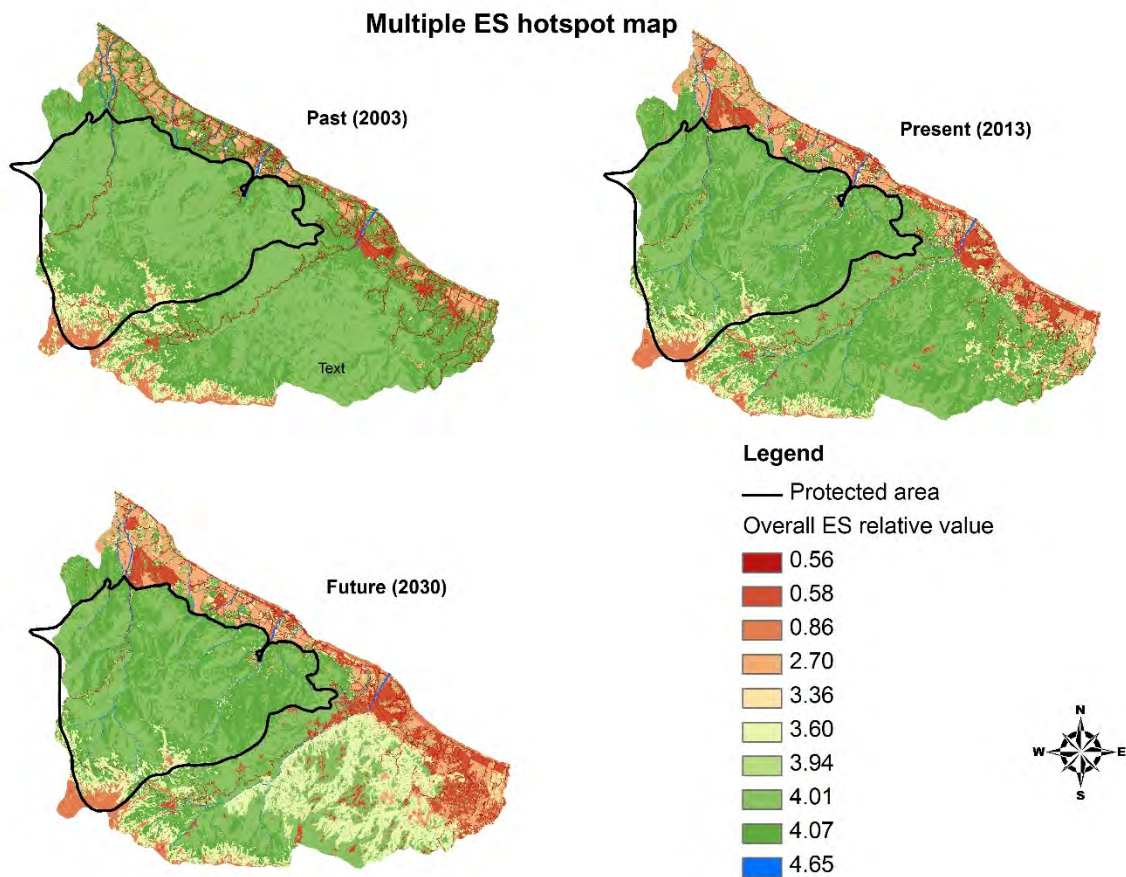 Multiple ES hotspot map
Past (2003)
Present (2013)
Text
Future (2030)
Legend
Protected area
Overall ES relative value
0.56
0.58
0.86
2.70
3.36
3.60
3.94
4.01
4.07
4.65
N
W
E
S